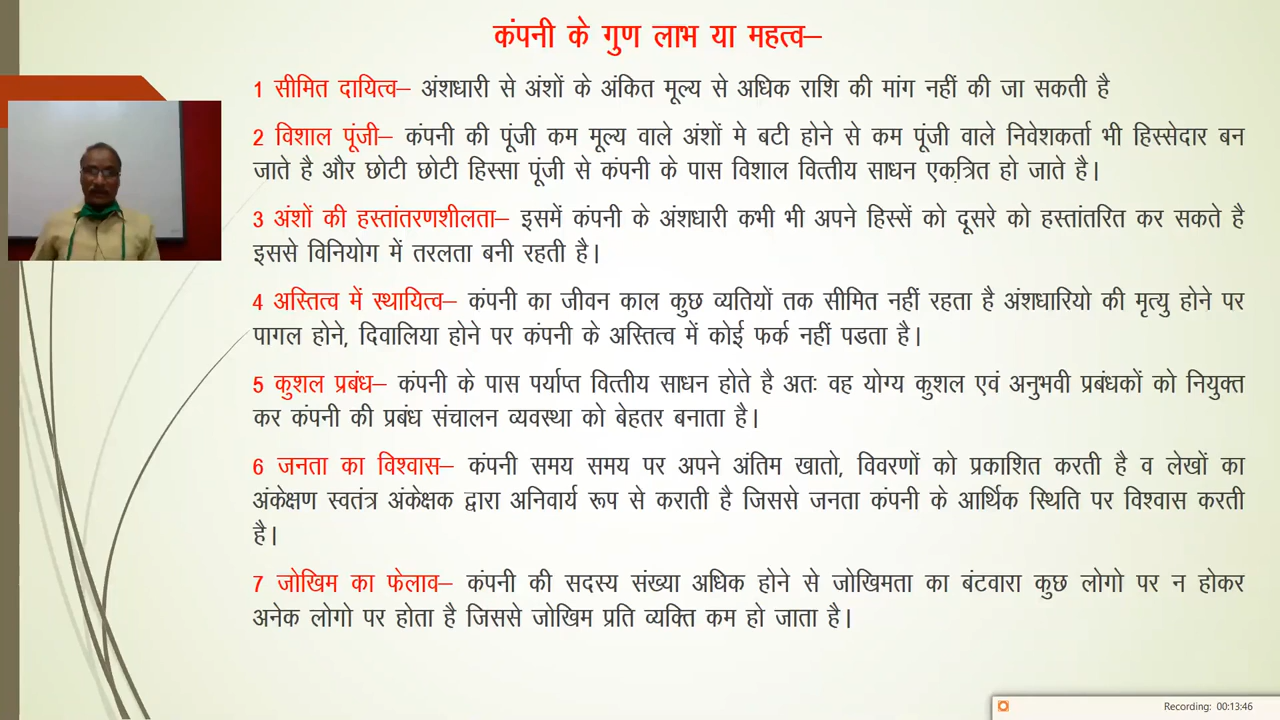 कंपनी के गुण लाभ या महत्व–
1 सीमित दायित्व– अंशधारी से अंशों के अंकित मूल्य से अधिक राशि की मांग नहीं की जा सकती है
2 विशाल पूंजी– कंपनी की पूंजी कम मूल्य वाले अंशों मे बटी होने से कम पूंजी वाले निवेशकर्ता भी हिस्सेदार बन
जाते है और छोटी छोटी हिस्सा पूंजी से कंपनी के पास विशाल वित्तीय साधन एकत्रित हो जाते है।
3 अंशों की हस्तांतरणशीलता– इसमें कंपनी के अंशधारी कभी भी अपने हिस्सें को दूसरे को हस्तांतरित कर सकते है
इससे विनियोग में तरलता बनी रहती है।
4 अस्तित्व में स्थायित्व– कंपनी का जीवन काल कुछ व्यतियों तक सीमित नहीं रहता है अंशधारियो की मृत्यु होने पर
पागल होने, दिवालिया होने पर कंपनी के अस्तित्व में कोई फर्क नहीं पडता है।
5 कुशल प्रबंध– कंपनी के पास पर्याप्त वित्तीय साधन होते है अतः वह योग्य कुशल एवं अनुभवी प्रबंधकों को नियुक्त
कर कंपनी की प्रबंध संचालन व्यवस्था को बेहतर बनाता है।
6 जनता का विश्वास– कंपनी समय समय पर अपने अंतिम खातो, विवरणों को प्रकाशित करती है व लेखों का
अंकेक्षण स्वतंत्र अंकेक्षक द्वारा अनिवार्य रूप से कराती है जिससे जनता कंपनी के आर्थिक स्थिति पर विश्वास करती
है।
7 जोखिम का फेलाव– कंपनी की सदस्य संख्या अधिक होने से जोखिमता का बंटवारा कुछ लोगो पर न होकर
अनेक लोगो पर होता है जिससे जोखिम प्रति व्यक्ति कम हो जाता है।
Recording: 00:13:46